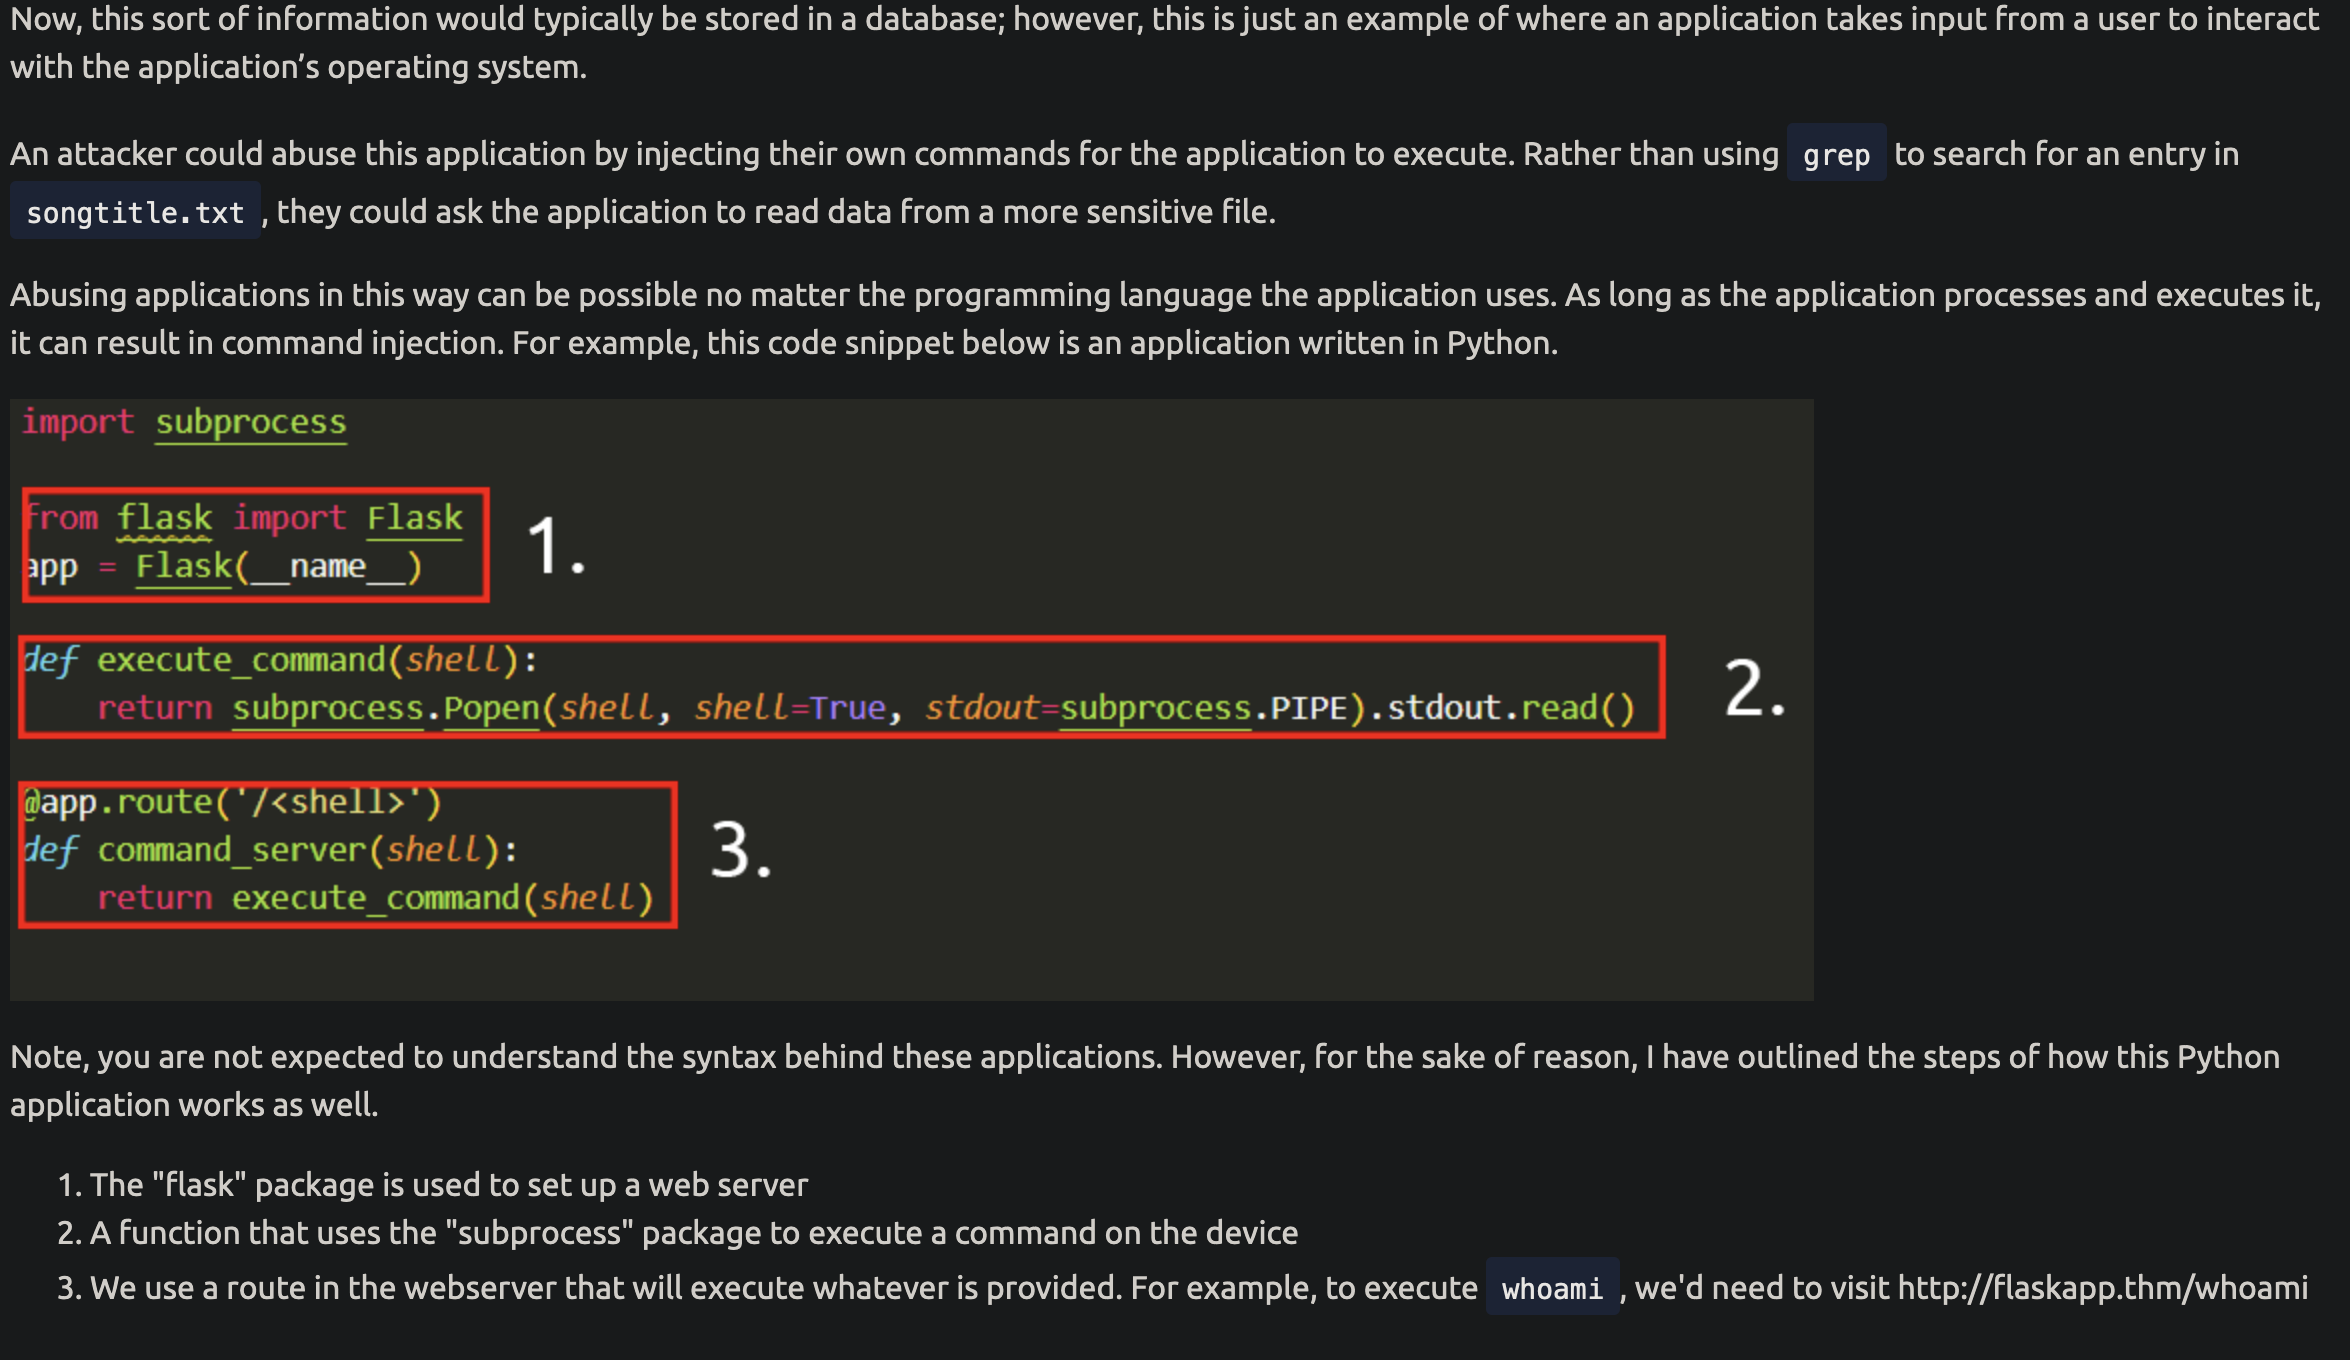 Now, this sort of information would typically be stored in a database; however, this is just an example of where an application takes input from a user to interact
with the application’s operating system.
An attacker could abuse this application by injecting their own commands for the application to execute. Rather than using grep to search for an entry in
songtitle.txt, they could ask the application to read data from a more sensitive file.
Abusing applications in this way can be possible no matter the programming language the application uses. As long as the application processes and executes it,
it can result in command injection. For example, this code snippet below is an application written in Python.
import subprocess
from flask import Flask
app = Flask(__name__)
1.
def execute_command(shell):
    return subprocess.Popen(shell, shell=True, stdout=subprocess.PIPE).stdout.read()
2.
@app.route('/<shell>')
def command_server(shell):
    return execute_command(shell)
3.
Note, you are not expected to understand the syntax behind these applications. However, for the sake of reason, I have outlined the steps of how this Python
application works as well.
1. The "flask" package is used to set up a web server
2. A function that uses the "subprocess" package to execute a command on the device
3. We use a route in the webserver that will execute whatever is provided. For example, to execute whoami, we'd need to visit http://flaskapp.thm/whoami